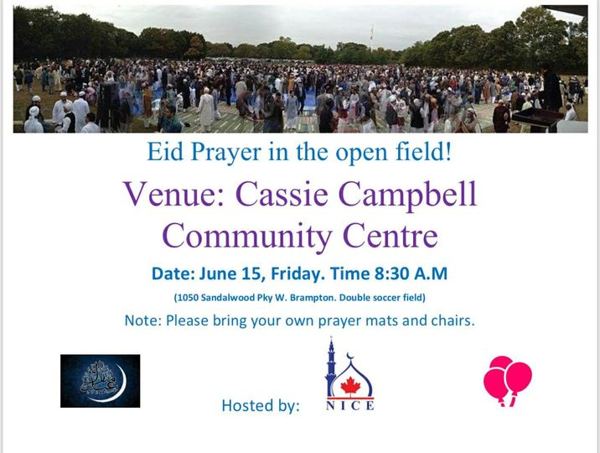 Eid Prayer in the open field!
Venue: Cassie Campbell
Community Centre
Date: June 15, Friday. Time 8:30 A.M
(1050 Sandalwood Pky W. Brampton. Double soccer field)
Note: Please bring your own prayer mats and chairs.
Hosted by:
NICE